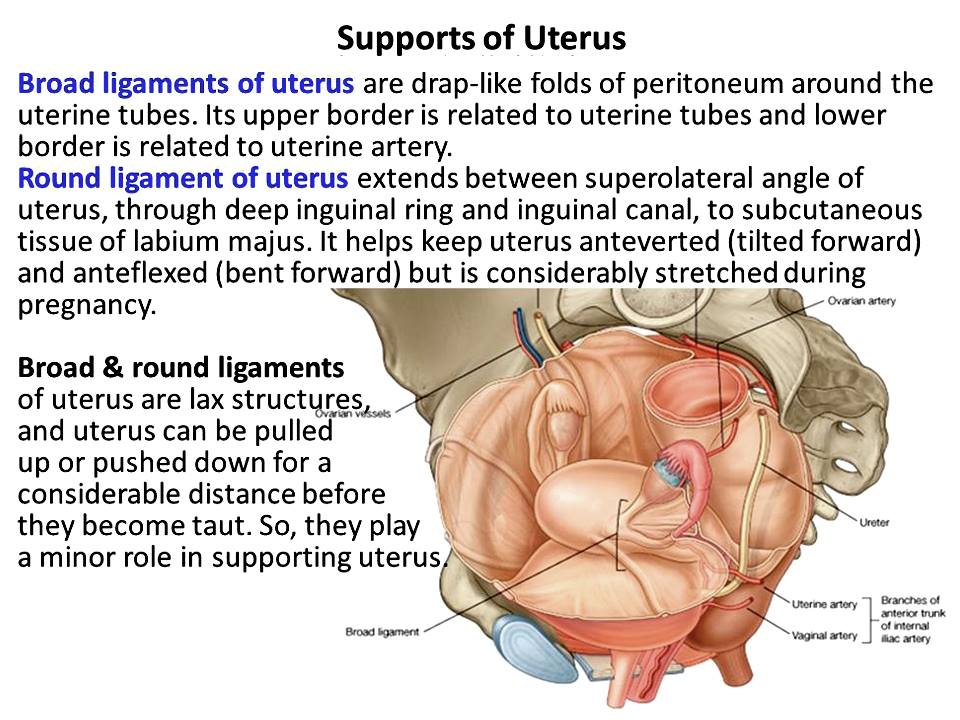 Supports of Uterus
Broad ligaments of uterus are drap-like folds of peritoneum around the
uterine tubes. Its upper border is related to uterine tubes and lower
border is related to uterine artery.
Round ligament of uterus extends between superolateral angle of
uterus, through deep inguinal ring and inguinal canal, to subcutaneous
tissue of labium majus. It helps keep uterus anteverted (tilted forward)
and anteflexed (bent forward) but is considerably stretched during
pregnancy.
Broad & round ligaments
of uterus are lax structures,
and uterus can be pulled
up or pushed down for a
considerable distance before
they become taut. So, they play
a minor role in supporting uterus.
Ovarian artery
Ovarian vessels
Ureter
Uterine artery
Vaginal artery
Branches of
anterior trunk
of internal
iliac artery
Broad ligament